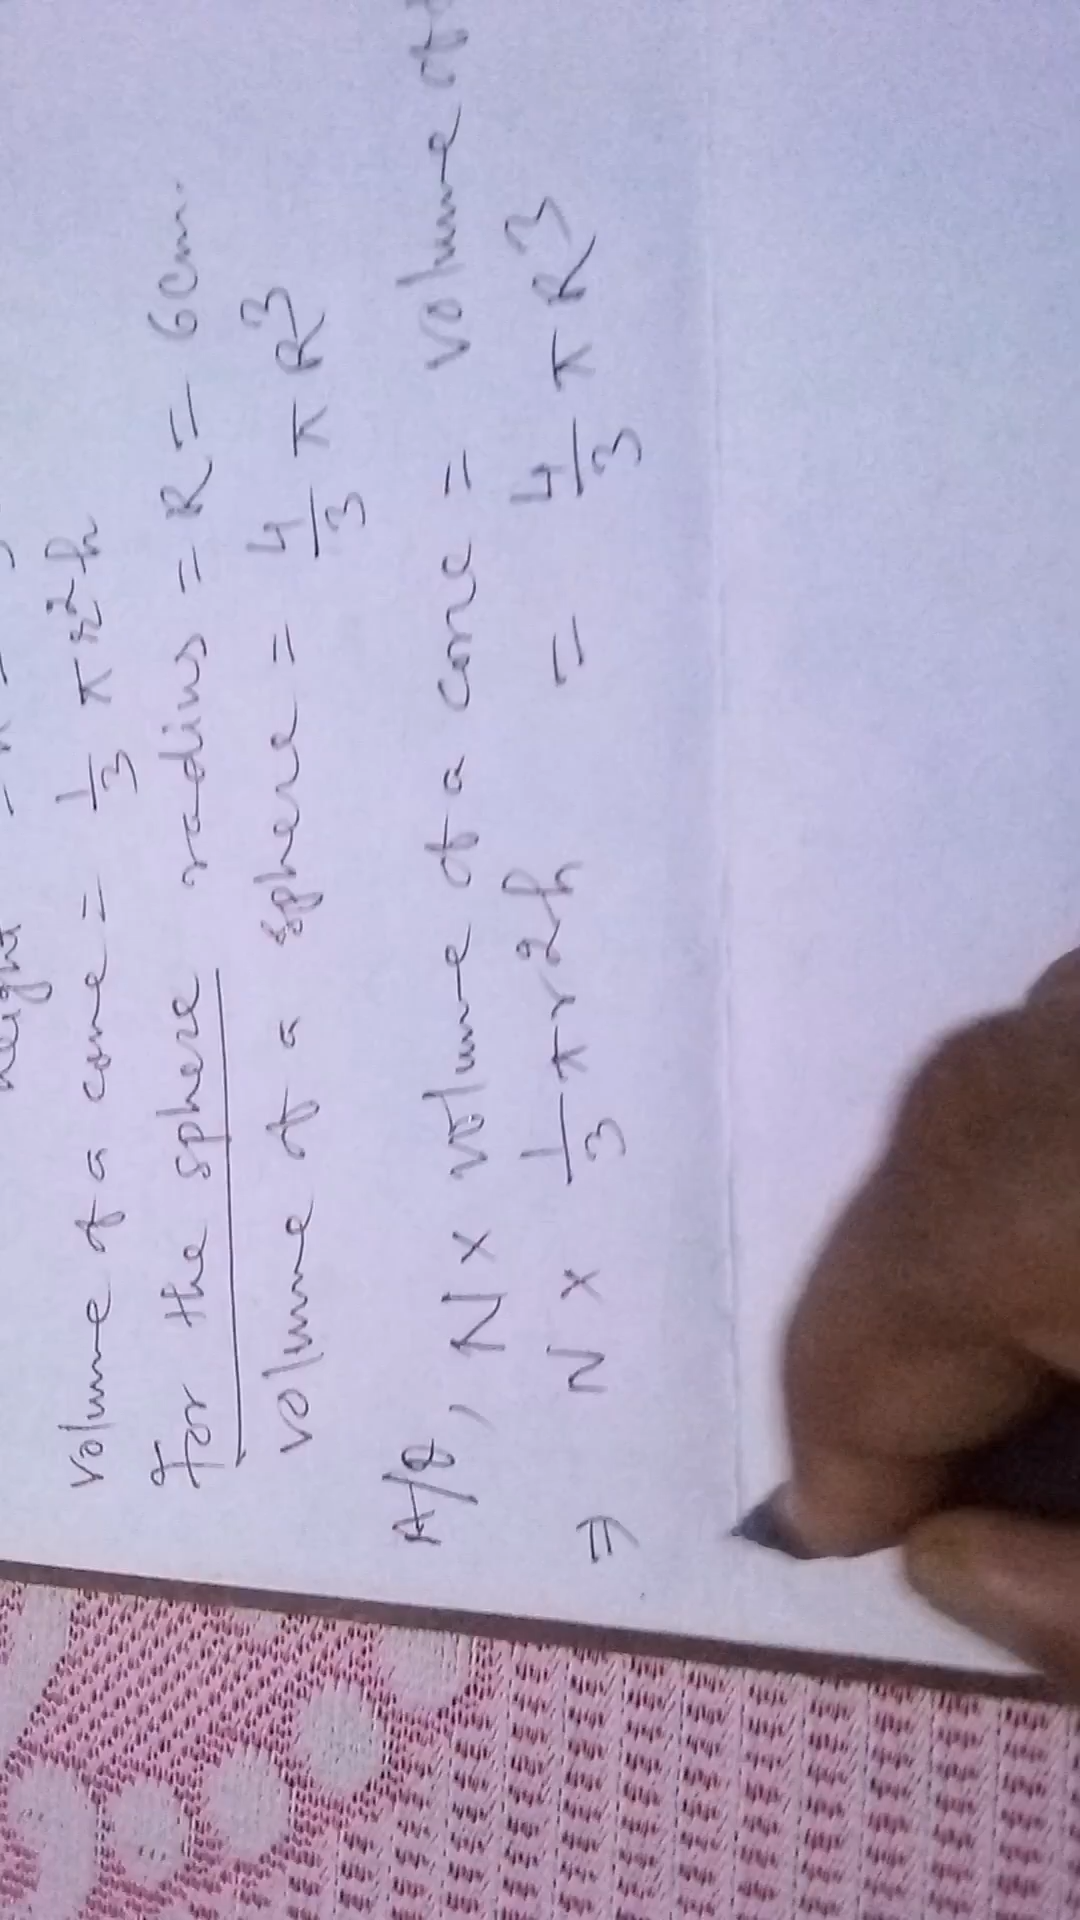 height
volume of a cone = 1/3 πr²h
For the sphere radius = R = 6cm.
volume of a sphere = 4/3 πR³
A/q, N x volume of a cone = volume of
⇒ N x 1/3 πr²h = 4/3 πR³